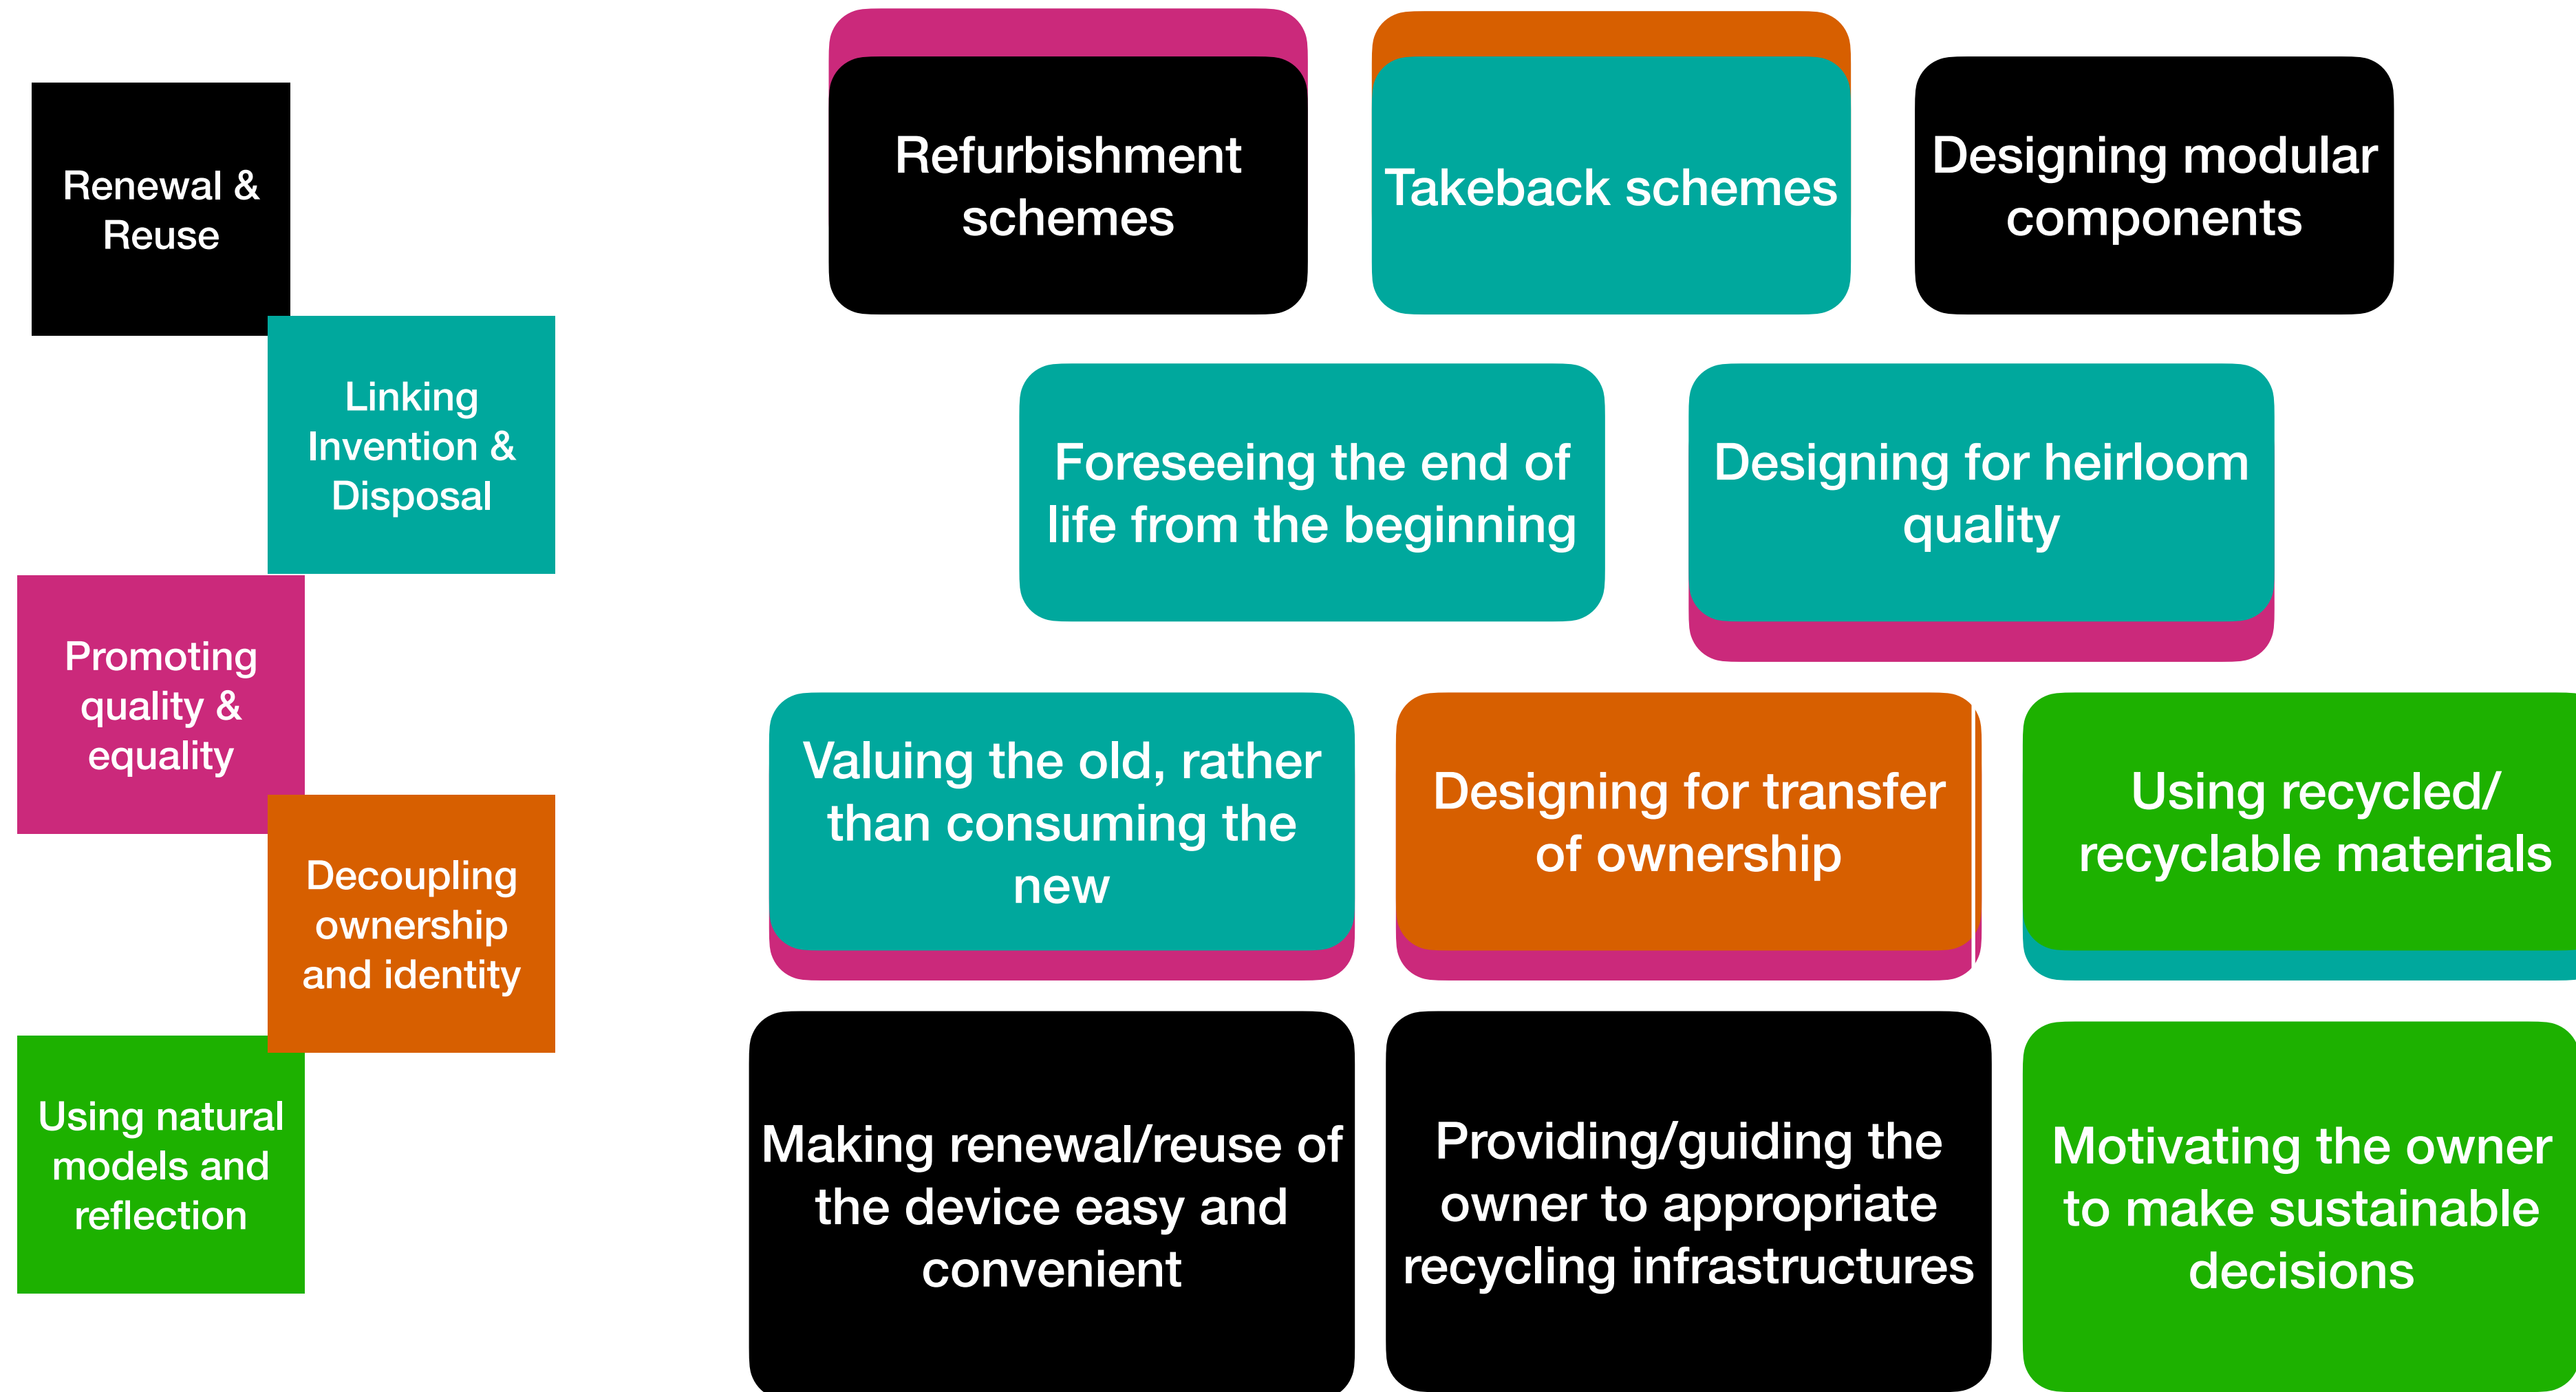 Renewal &
Reuse
Linking
Invention &
Disposal
Promoting
quality &
equality
Decoupling
ownership
and identity
Using natural
models and
reflection
Refurbishment
schemes
Takeback schemes
Designing modular
components
Foreseeing the end of
life from the beginning
Designing for heirloom
quality
Valuing the old, rather
than consuming the
new
Designing for transfer
of ownership
Using recycled/
recyclable materials
Making renewal/reuse of
the device easy and
convenient
Providing/guiding the
owner to appropriate
recycling infrastructures
Motivating the owner
to make sustainable
decisions